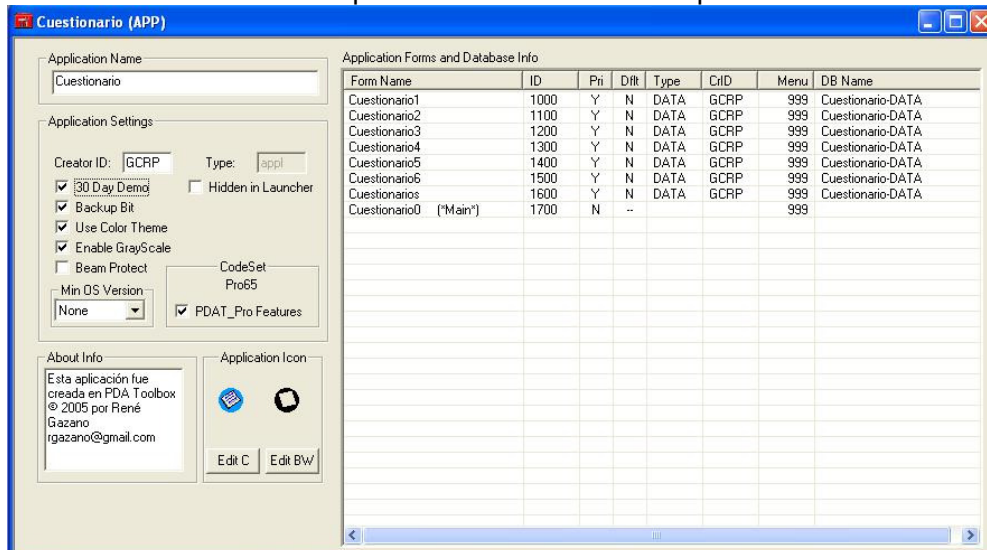 Cuestionario (APP)
Application Name
Cuestionario
Application Settings
Creator ID: GCRP Type: appl
30 Day Demo Hidden in Launcher
Backup Bit
Use Color Theme
Enable GrayScale
Beam Protect
CodeSet
Pro65
Min OS Version
None
PDAT_Pro Features
About Info
Esta aplicación fue
creada en PDA Toolbox
© 2005 por René
Gazano
rgazano@gmail.com
Application Icon
Edit C Edit BW
Application Forms and Database Info
Form Name ID Pri Dflt Type CrID Menu DB Name
Cuestionario1 1000 Y N DATA GCRP 999 Cuestionario-DATA
Cuestionario2 1100 Y N DATA GCRP 999 Cuestionario-DATA
Cuestionario3 1200 Y N DATA GCRP 999 Cuestionario-DATA
Cuestionario4 1300 Y N DATA GCRP 999 Cuestionario-DATA
Cuestionario5 1400 Y N DATA GCRP 999 Cuestionario-DATA
Cuestionario6 1500 Y N DATA GCRP 999 Cuestionario-DATA
Cuestionarios 1600 Y N DATA GCRP 999 Cuestionario-DATA
Cuestionario0 (*Main*) 1700 N -- 999